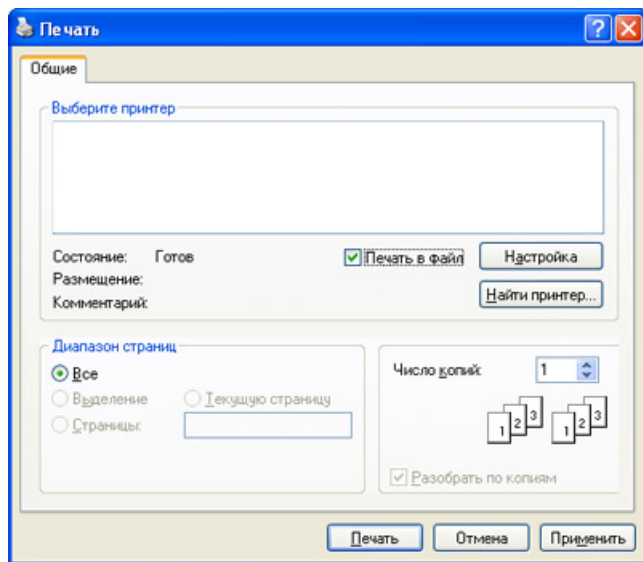 Печать
Общие
Выберите принтер
Состояние: Готов
Печать в файл
Настройка
Размещение:
Комментарий:
Найти принтер...
Диапазон страниц
Все
Выделение
Текущую страницу
Страницы:
Число копий:
1
1 2 3 1 2 3
Разобрать по копиям
Печать Отмена Применить